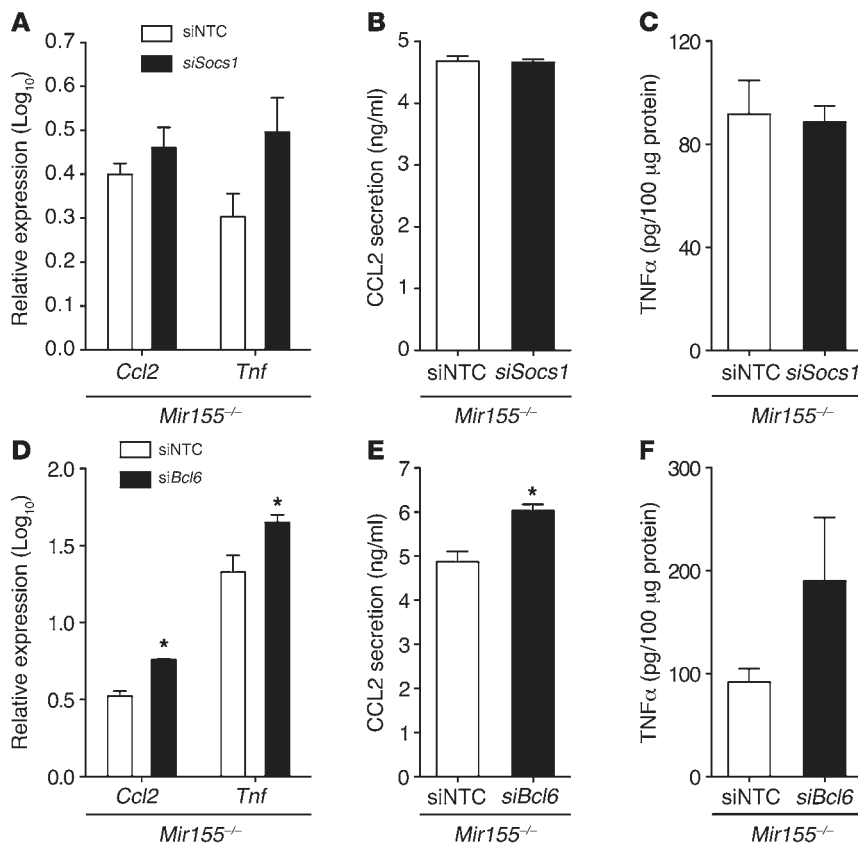 A
siNTC
siSocs1
Relative expression (Log10)
0.7
0.6
0.5
0.4
0.3
0.2
0.1
0.0
Ccl2 Tnf
Mir155–/–
B
CCL2 secretion (ng/ml)
5
4
3
2
1
0
siNTC siSocs1
Mir155–/–
C
TNFα (pg/100 µg protein)
120
80
40
0
siNTC siSocs1
Mir155–/–
D
siNTC
siBcl6
Relative expression (Log10)
2.0
1.5
1.0
0.5
0.0
*
*
Ccl2 Tnf
Mir155–/–
E
CCL2 secretion (ng/ml)
7
6
5
4
3
2
1
0
*
siNTC siBcl6
Mir155–/–
F
TNFα (pg/100 µg protein)
300
200
100
0
siNTC siBcl6
Mir155–/–